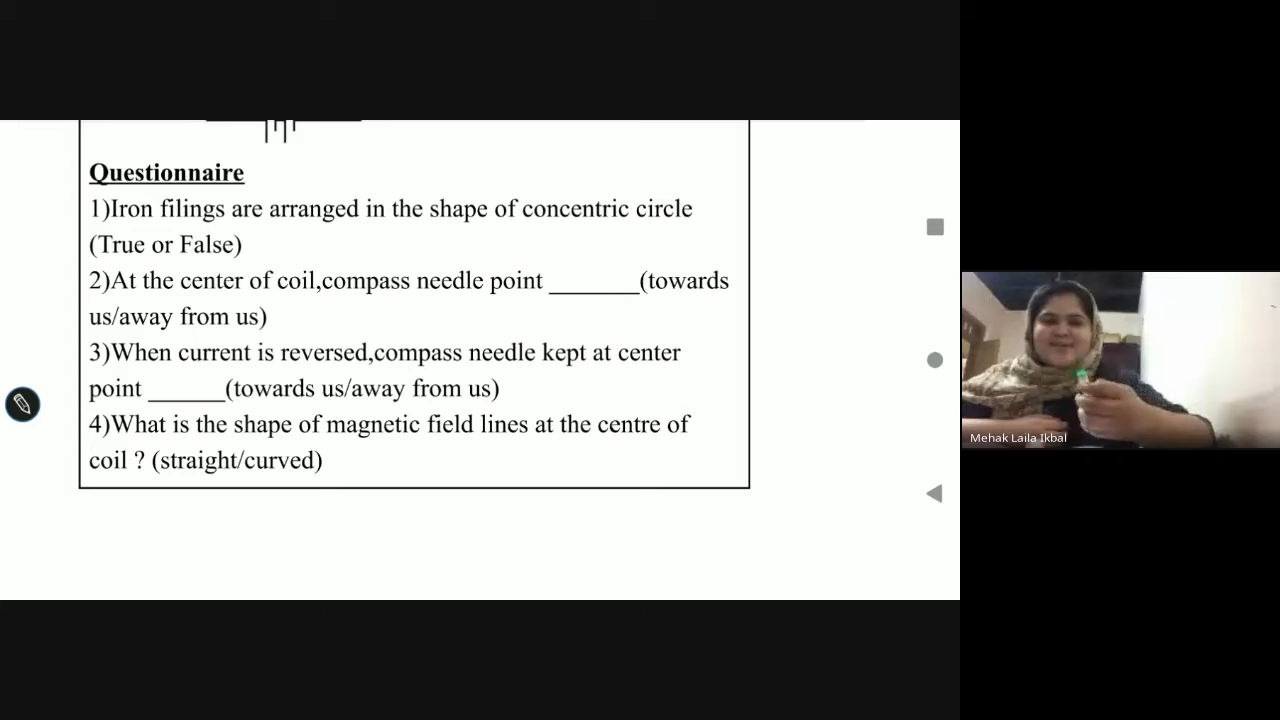 Questionnaire
1)Iron filings are arranged in the shape of concentric circle
(True or False)
2)At the center of coil,compass needle point _______(towards
us/away from us)
3)When current is reversed,compass needle kept at center
point ______(towards us/away from us)
4)What is the shape of magnetic field lines at the centre of
coil ? (straight/curved)
Mehak Laila Ikbal